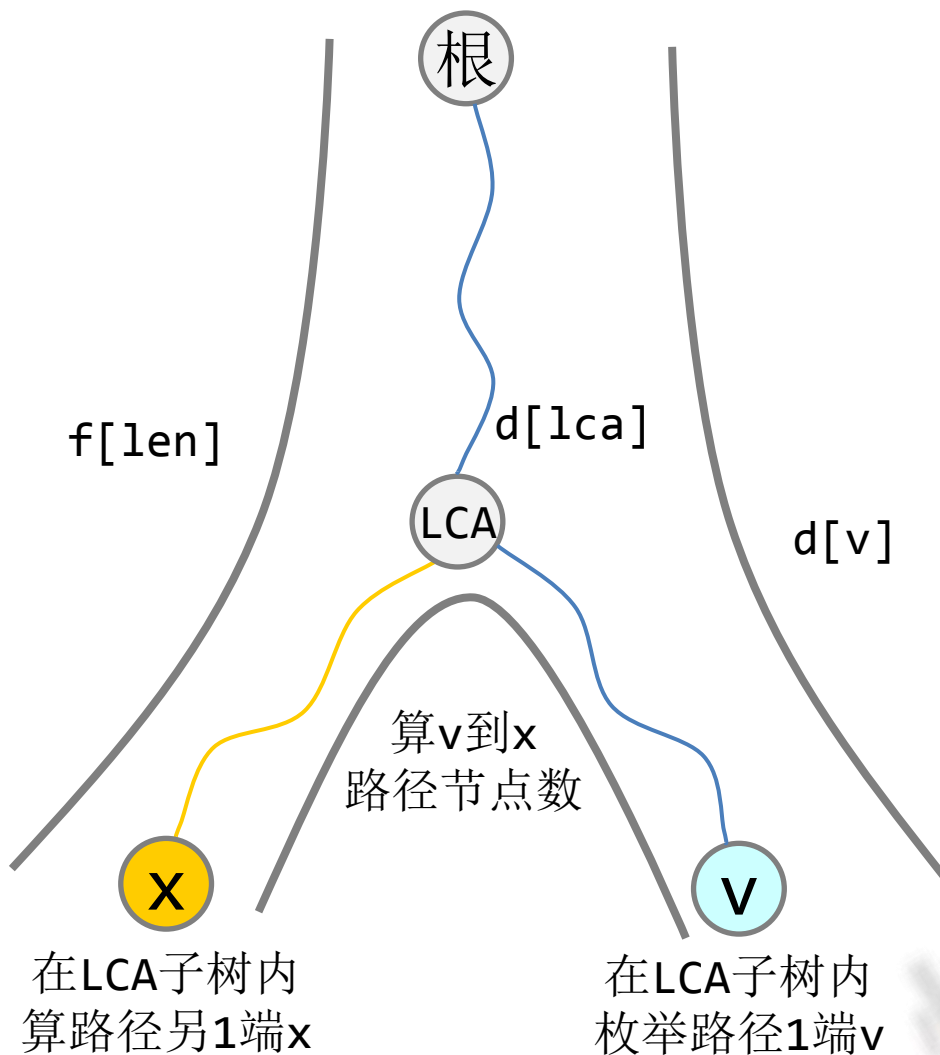 根
f[len]
d[lca]
LCA
d[v]
算v到x
路径节点数
x
v
在LCA子树内
算路径另1端x
在LCA子树内
枚举路径1端v